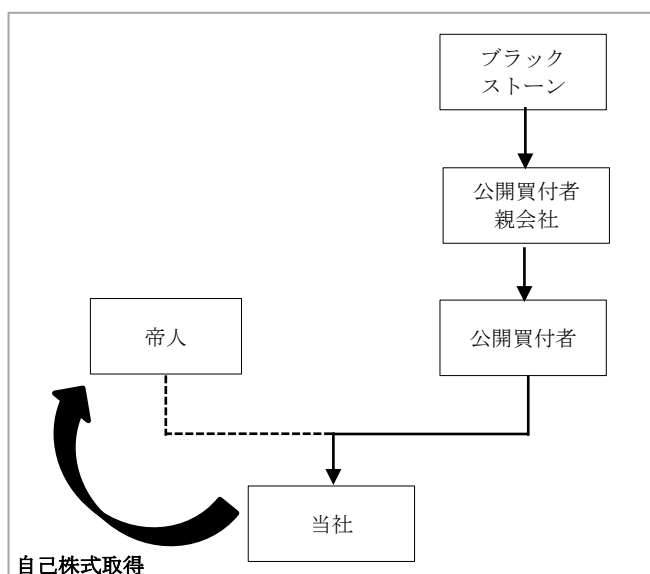 ブラック
ストーン
公開買付者
親会社
帝人
公開買付者
当社
自己株式取得